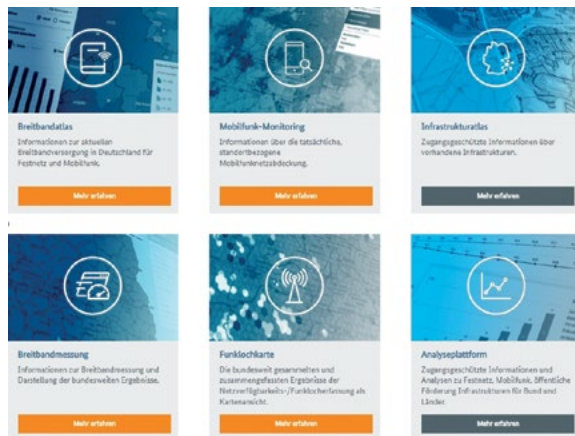 Breitbandatlas
Informationen zur aktuellen
Breitbandversorgung in Deutschland für
Festnetz und Mobilfunk.
Mehr erfahren
Mobilfunk-Monitoring
Informationen über die tatsächliche,
standortbezogene
Mobilfunknetzabdeckung.
Mehr erfahren
Infrastrukturatlas
Zugangsgeschützte Informationen über
vorhandene Infrastrukturen.
Mehr erfahren
Breitbandmessung
Informationen zur Breitbandmessung und
Darstellung der bundesweiten Ergebnisse.
Mehr erfahren
Funklochkarte
Die bundesweit gesammelten und
zusammengefassten Ergebnisse der
Netzverfügbarkeits-/Funklocherfassung als
Kartenansicht.
Mehr erfahren
Analyseplattform
Zugangsgeschützte Informationen und
Analysen zu Festnetz, Mobilfunk, öffentliche
Förderung Infrastrukturen für Bund und
Länder.
Mehr erfahren